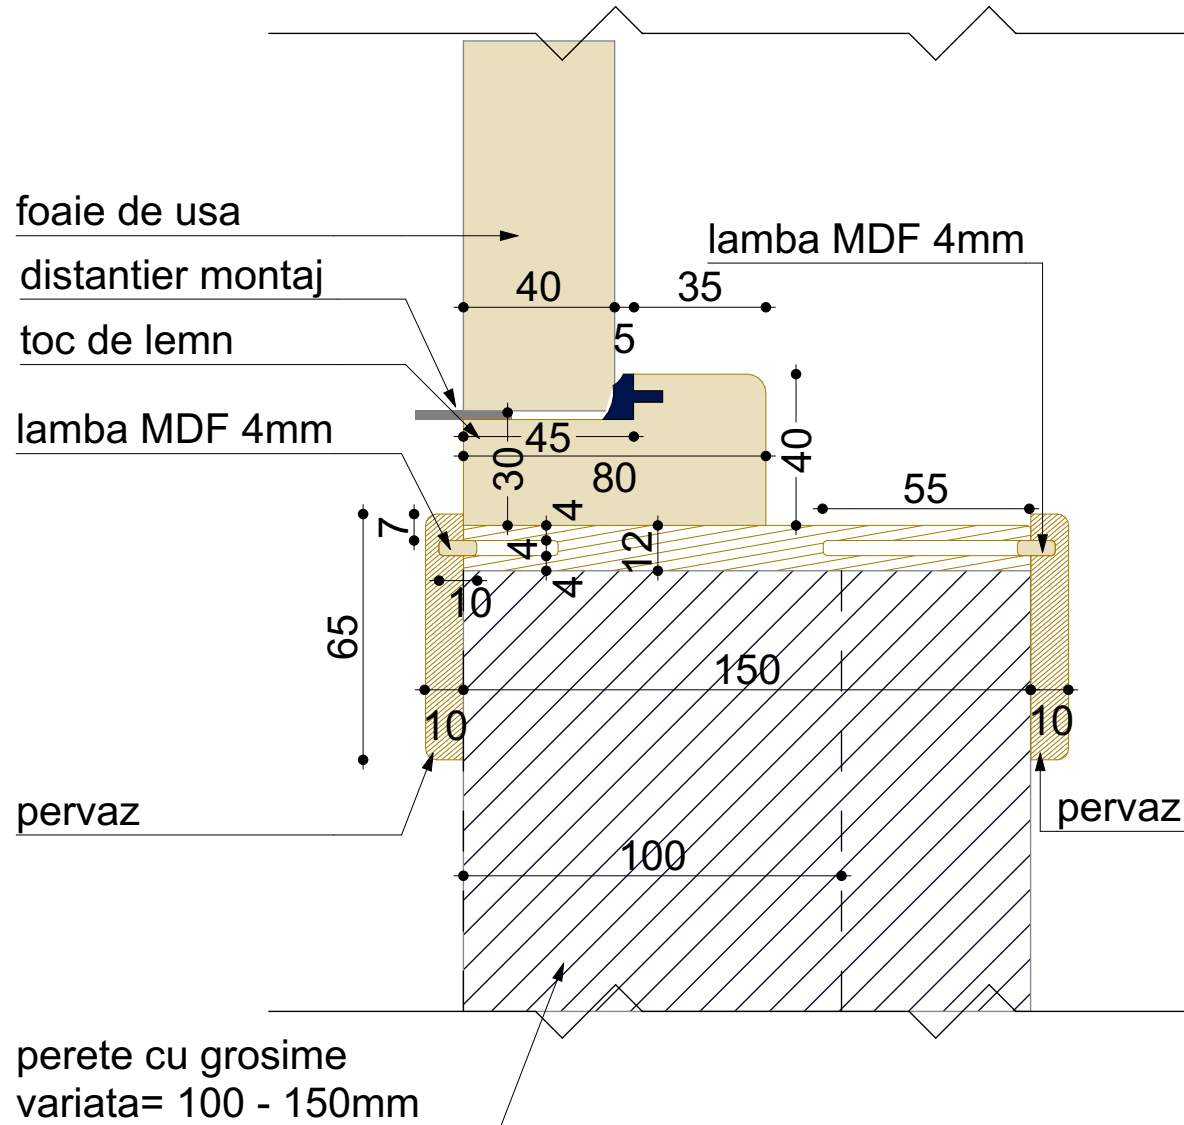 foaie de usa
lamba MDF 4mm
distantier montaj
40
35
toc de lemn
5
lamba MDF 4mm
45
30
80
40
55
7
4
4
4
12
10
65
150
10
10
pervaz
pervaz
100
perete cu grosime
variata= 100 - 150mm